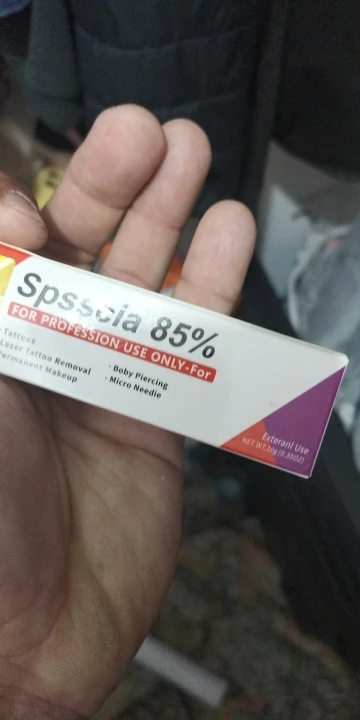 Spsscia 85%
FOR PROFESSION USE ONLY-For
- Tattoos
Laser Tattoo Removal
Permanent Makeup
- Boby Piercing
- Micro Needle
Exteranl Use
NET WT.10g (0.35OZ)